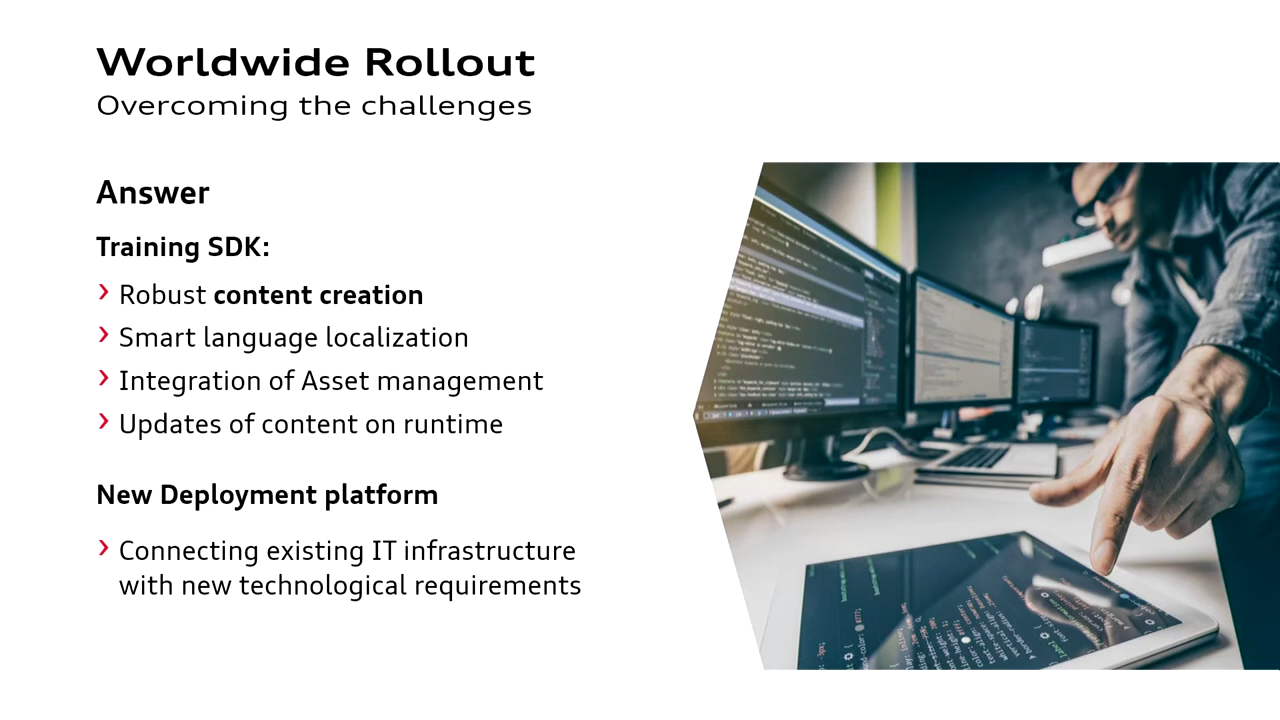 Worldwide Rollout
Overcoming the challenges
Answer
Training SDK:
› Robust content creation
› Smart language localization
› Integration of Asset management
› Updates of content on runtime
New Deployment platform
› Connecting existing IT infrastructure
with new technological requirements